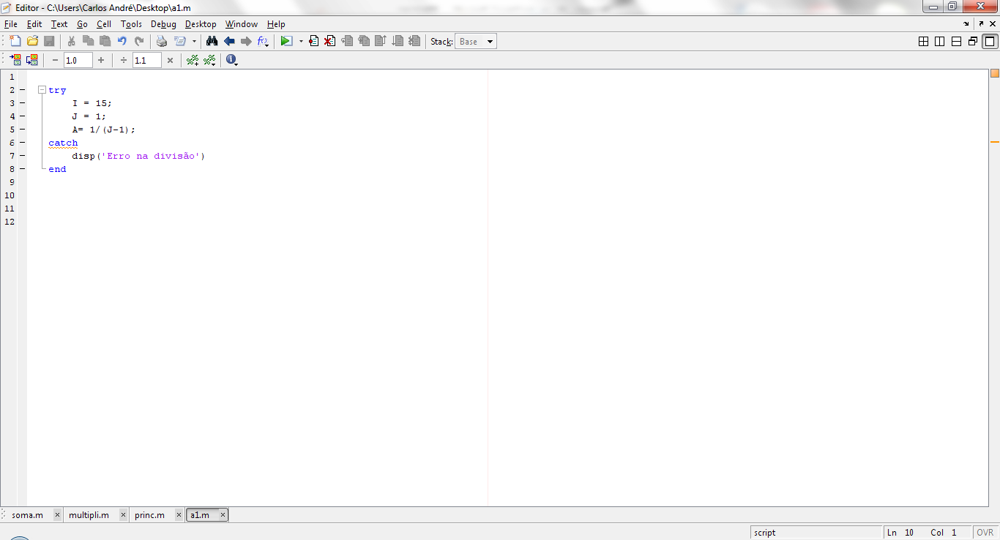 Editor - C:\Users\Carlos André\Desktop\a1.m
File Edit Text Go Cell Tools Debug Desktop Window Help
Stack: Base
− 1.0 + ÷ 1.1 ×
1
2 − try
3 − I = 15;
4 − J = 1;
5 − A= 1/(J-1);
6 − catch
7 − disp('Erro na divisão')
8 − end
9
10
11
12
soma.m × multipli.m × princ.m × a1.m ×
script Ln 10 Col 1 OVR